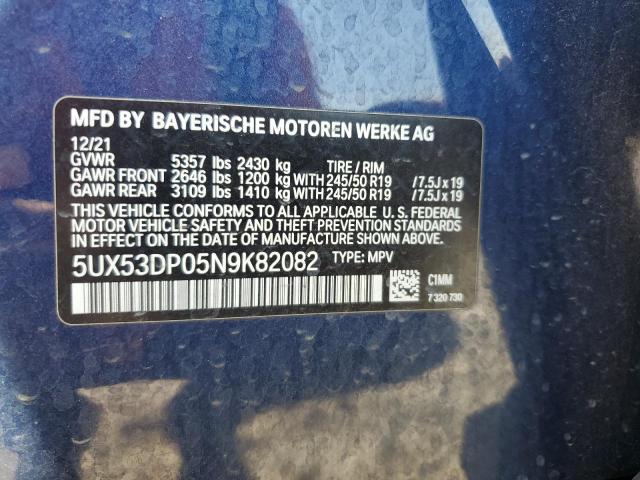 MFD BY BAYERISCHE MOTOREN WERKE AG
12/21
GVWR 5357 lbs 2430 kg TIRE / RIM
GAWR FRONT 2646 lbs 1200 kg WITH 245/50 R19 / 7.5J x 19
GAWR REAR 3109 lbs 1410 kg WITH 245/50 R19 / 7.5J x 19
THIS VEHICLE CONFORMS TO ALL APPLICABLE U. S. FEDERAL
MOTOR VEHICLE SAFETY AND THEFT PREVENTION STANDARDS
IN EFFECT ON THE DATE OF MANUFACTURE SHOWN ABOVE.
5UX53DP05N9K82082 TYPE: MPV
C1MM
7 320 730